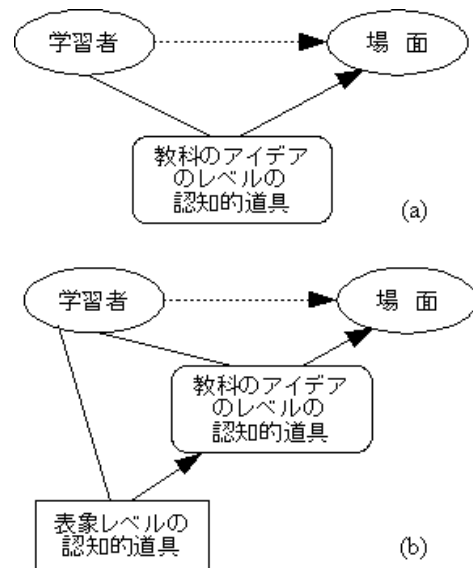 学習者
場 面
教科のアイデア
のレベルの
認知的道具
(a)
学習者
場 面
教科のアイデア
のレベルの
認知的道具
表象レベルの
認知的道具
(b)